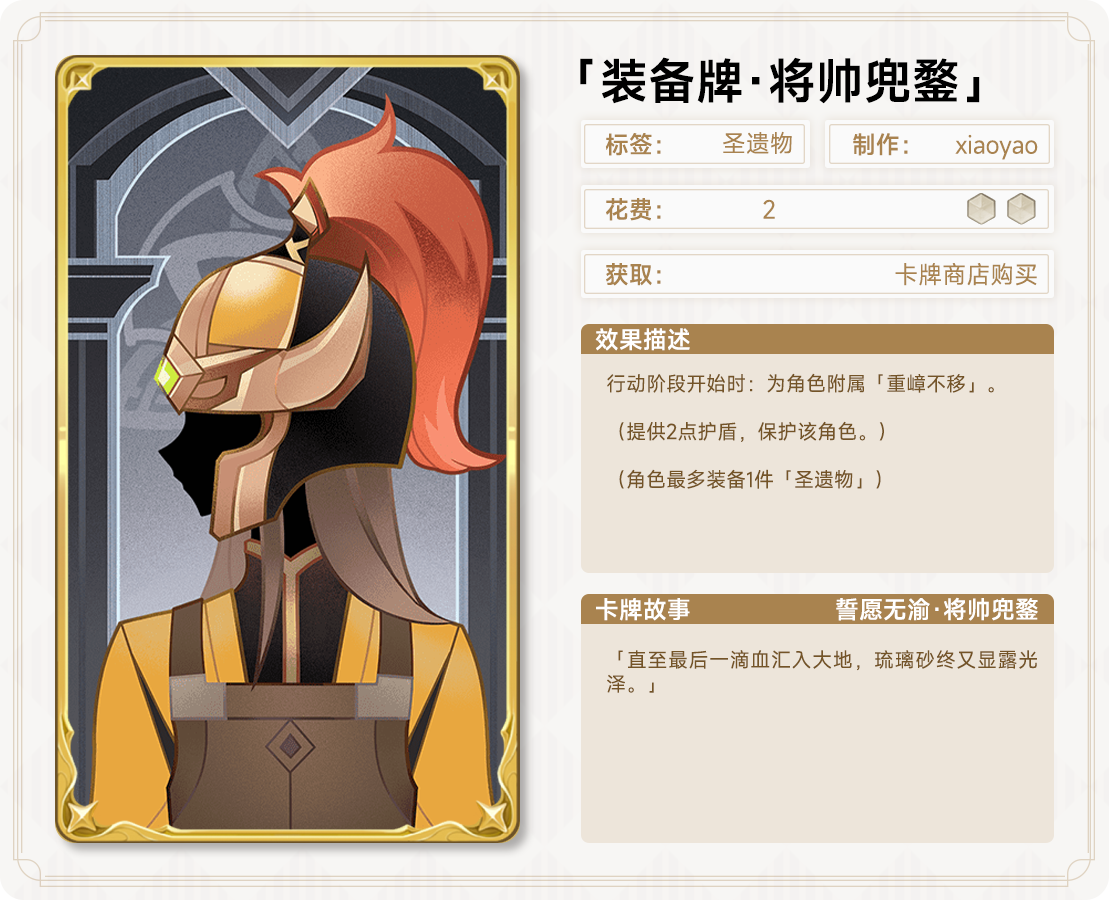 「装备牌·将帅兜鍪」
标签： 圣遗物 制作： xiaoyao
花费： 2
获取： 卡牌商店购买
效果描述
行动阶段开始时：为角色附属「重嶂不移」。
（提供2点护盾，保护该角色。）
（角色最多装备1件「圣遗物」）
卡牌故事 誓愿无渝·将帅兜鍪
「直至最后一滴血汇入大地，琉璃砂终又显露光
泽。」